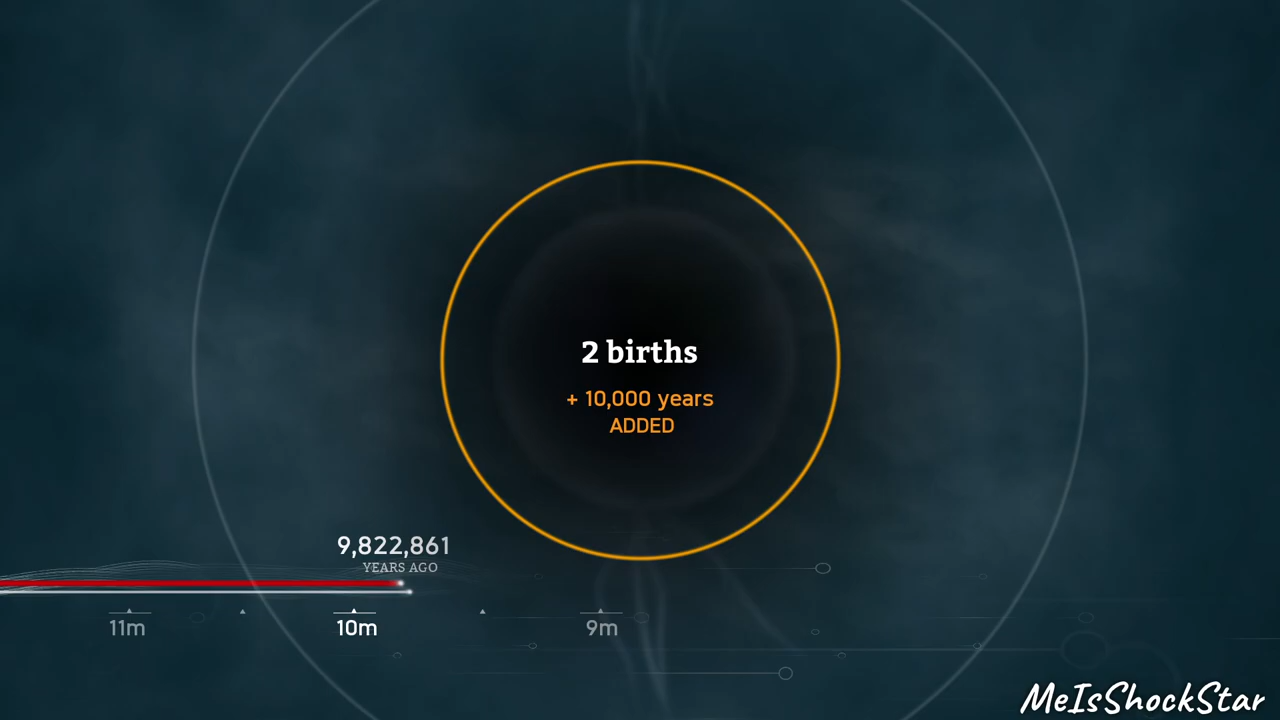 2 births
+ 10,000 years
ADDED
9,822,861
YEARS AGO
11m
10m
9m
MeIsShockStar